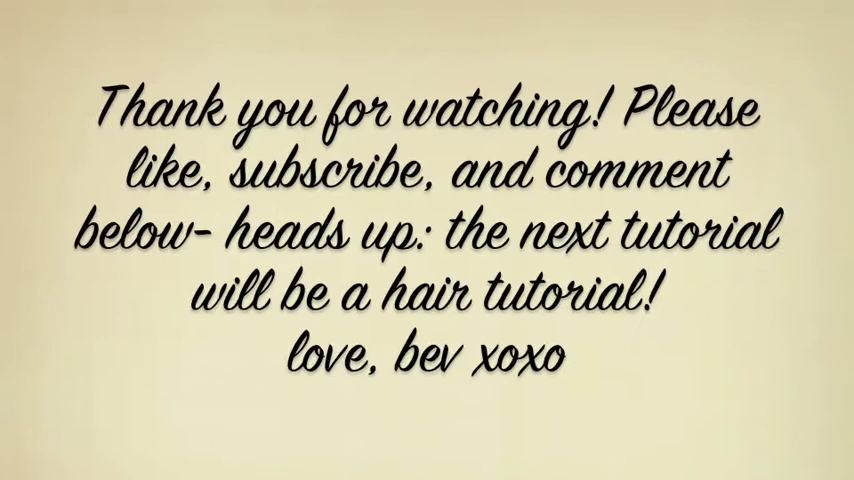 Thank you for watching! Please
like, subscribe, and comment
below- heads up: the next tutorial
will be a hair tutorial!
love, bev xoxo